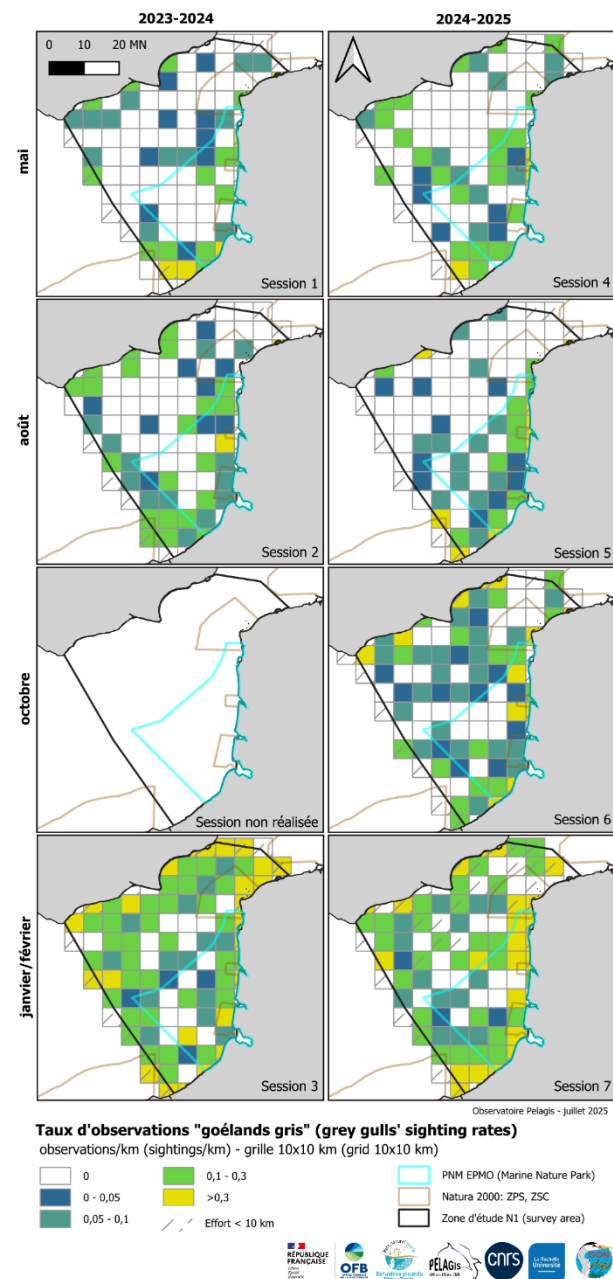 2023-2024
2024-2025
0 10 20 MN
mai
Session 1
Session 4
août
Session 2
Session 5
octobre
Session non réalisée
Session 6
janvier/février
Session 3
Session 7
Observatoire Pelagis - juillet 2025
Taux d'observations "goélands gris" (grey gulls' sighting rates)
observations/km (sightings/km) - grille 10x10 km (grid 10x10 km)
0
0 - 0,05
0,05 - 0,1
0,1 - 0,3
>0,3
Effort < 10 km
PNM EPMO (Marine Nature Park)
Natura 2000: ZPS, ZSC
Zone d'étude N1 (survey area)
RÉPUBLIQUE
FRANÇAISE
Liberté
Égalité
Fraternité
OFB
PELAGIS
cnrs
La Rochelle
Université